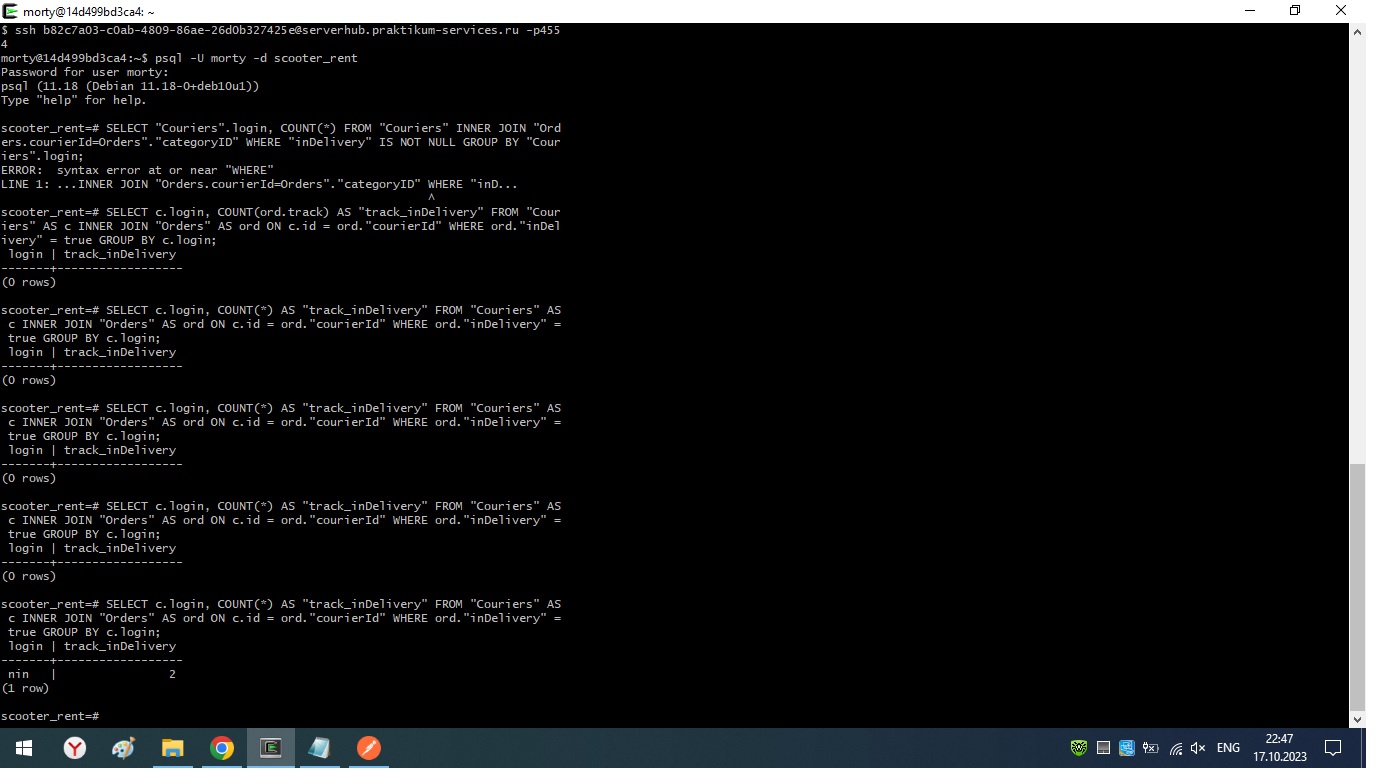 morty@14d499bd3ca4: ~
$ ssh b82c7a03-c0ab-4809-86ae-26d0b327425e@serverhub.praktikum-services.ru -p455
4
morty@14d499bd3ca4:~$ psql -U morty -d scooter_rent
Password for user morty:
psql (11.18 (Debian 11.18-0+deb10u1))
Type "help" for help.
scooter_rent=# SELECT "Couriers".login, COUNT(*) FROM "Couriers" INNER JOIN "Ord
ers.courierId=Orders"."categoryID" WHERE "inDelivery" IS NOT NULL GROUP BY "Cour
iers".login;
ERROR:  syntax error at or near "WHERE"
LINE 1: ...INNER JOIN "Orders.courierId=Orders"."categoryID" WHERE "inD...
^
scooter_rent=# SELECT c.login, COUNT(ord.track) AS "track_inDelivery" FROM "Cour
iers" AS c INNER JOIN "Orders" AS ord ON c.id = ord."courierId" WHERE ord."inDel
ivery" = true GROUP BY c.login;
login | track_inDelivery
-------+------------------
(0 rows)
scooter_rent=# SELECT c.login, COUNT(*) AS "track_inDelivery" FROM "Couriers" AS
c INNER JOIN "Orders" AS ord ON c.id = ord."courierId" WHERE ord."inDelivery" =
true GROUP BY c.login;
login | track_inDelivery
-------+------------------
(0 rows)
scooter_rent=# SELECT c.login, COUNT(*) AS "track_inDelivery" FROM "Couriers" AS
c INNER JOIN "Orders" AS ord ON c.id = ord."courierId" WHERE ord."inDelivery" =
true GROUP BY c.login;
login | track_inDelivery
-------+------------------
(0 rows)
scooter_rent=# SELECT c.login, COUNT(*) AS "track_inDelivery" FROM "Couriers" AS
c INNER JOIN "Orders" AS ord ON c.id = ord."courierId" WHERE ord."inDelivery" =
true GROUP BY c.login;
login | track_inDelivery
-------+------------------
(0 rows)
scooter_rent=# SELECT c.login, COUNT(*) AS "track_inDelivery" FROM "Couriers" AS
c INNER JOIN "Orders" AS ord ON c.id = ord."courierId" WHERE ord."inDelivery" =
true GROUP BY c.login;
login | track_inDelivery
-------+------------------
nin   |                2
(1 row)
scooter_rent=#
ENG
22:47
17.10.2023